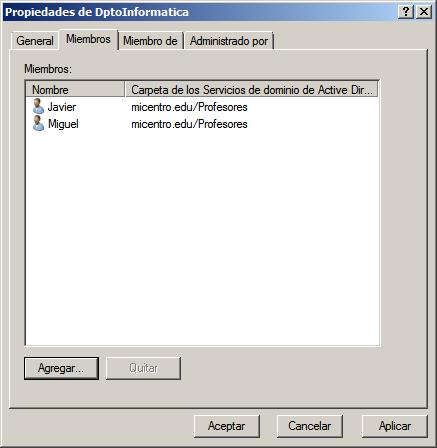 Propiedades de DptoInformatica
General Miembros Miembro de Administrado por
Miembros:
Nombre Carpeta de los Servicios de dominio de Active Dir...
Javier micentro.edu/Profesores
Miguel micentro.edu/Profesores
Agregar... Quitar
Aceptar Cancelar Aplicar